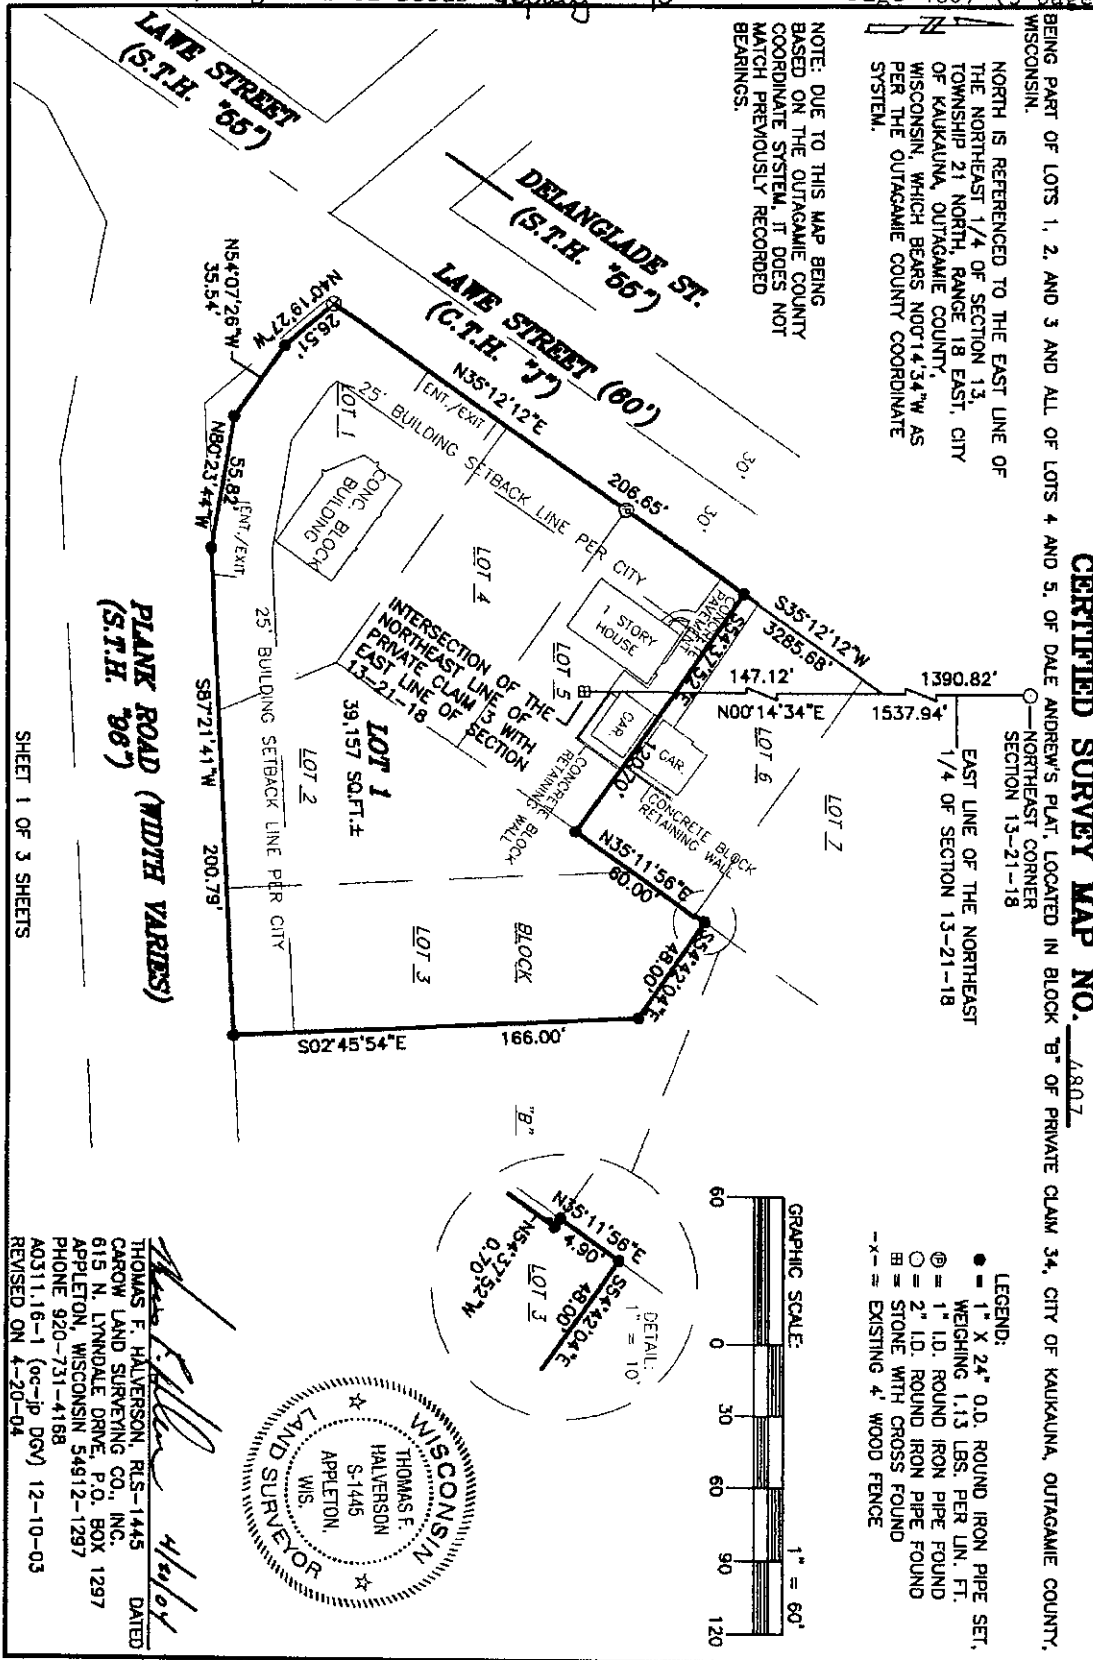 CERTIFIED SURVEY MAP NO. 4807
BEING PART OF LOTS 1, 2, AND 3 AND ALL OF LOTS 4 AND 5, OF DALE ANDREW'S PLAT, LOCATED IN BLOCK "B" OF PRIVATE CLAIM 34, CITY OF KAUKAUNA, OUTAGAMIE COUNTY,
WISCONSIN.
NORTH IS REFERENCED TO THE EAST LINE OF
THE NORTHEAST 1/4 OF SECTION 13,
TOWNSHIP 21 NORTH, RANGE 18 EAST, CITY
OF KAUKAUNA, OUTAGAMIE COUNTY,
WISCONSIN, WHICH BEARS N00°14'34"W AS
PER THE OUTAGAMIE COUNTY COORDINATE
SYSTEM.
NOTE: DUE TO THIS MAP BEING
BASED ON THE OUTAGAMIE COUNTY
COORDINATE SYSTEM, IT DOES NOT
MATCH PREVIOUSLY RECORDED
BEARINGS.
LEGEND:
● = 1" X 24" O.D. ROUND IRON PIPE SET,
WEIGHING 1.13 LBS. PER LIN. FT.
1" I.D. ROUND IRON PIPE FOUND
○ = 2" I.D. ROUND IRON PIPE FOUND
⊞ = STONE WITH CROSS FOUND
-x- = EXISTING 4' WOOD FENCE
GRAPHIC SCALE:
1" = 60'
60 0 30 60 90 120
NORTHEAST CORNER
SECTION 13-21-18
EAST LINE OF THE NORTHEAST
1/4 OF SECTION 13-21-18
1390.82'
1537.94'
147.12'
N00°14'34"E
S35°12'12"W
3285.68'
LAWE STREET
(S.T.H. "55")
DELANGLADE ST.
(S.T.H. "55")
LAWE STREET (60')
(C.T.H. "J")
30'
30'
N35°12'12"E
206.65'
ENT./EXIT
25' BUILDING SETBACK LINE PER CITY
N40°19'27"W
26.51'
N54°07'26"W
35.54'
N80°23'44"W
55.82'
ENT./EXIT
LOT 1
CONC. BLOCK
BUILDING
LOT 4
1 STORY
HOUSE
CONCRETE
PAVEMENT
S54°37'52"E
120.70'
LOT 5
GAR.
GAR.
LOT 6
LOT 7
CONCRETE BLOCK
RETAINING WALL
CONCRETE BLOCK
RETAINING WALL
INTERSECTION OF THE
NORTHEAST LINE OF
PRIVATE CLAIM 13 WITH
EAST LINE OF SECTION
13-21-18
LOT 1
39,157 SQ.FT.±
LOT 2
N35°11'56"E
60.00'
S54°42'04"E
48.00'
BLOCK
"B"
LOT 3
S02°45'54"E
166.00'
25' BUILDING SETBACK LINE PER CITY
S87°21'41"W
200.79'
PLANK ROAD (WIDTH VARIES)
(S.T.H. "96")
DETAIL:
1" = 10'
N35°11'56"E
4.90'
S54°42'04"E
48.00'
N54°37'52"W
0.70'
LOT 3
WISCONSIN
THOMAS F.
HALVERSON
S-1445
APPLETON,
WIS.
LAND SURVEYOR
4/20/04
THOMAS F. HALVERSON, RLS-1445 DATED
CAROW LAND SURVEYING CO., INC.
615 N. LYNNDALE DRIVE, P.O. BOX 1297
APPLETON, WISCONSIN 54912-1297
PHONE 920-731-4168
A0311.16-1 (oc-jp DGV) 12-10-03
REVISED ON 4-20-04
SHEET 1 OF 3 SHEETS